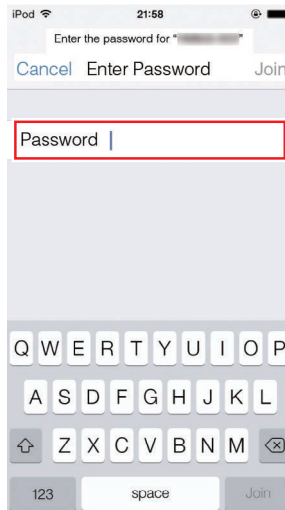 iPod 21:58
Enter the password for " "
Cancel Enter Password Join
Password
Q W E R T Y U I O P
A S D F G H J K L
Z X C V B N M
123 space Join